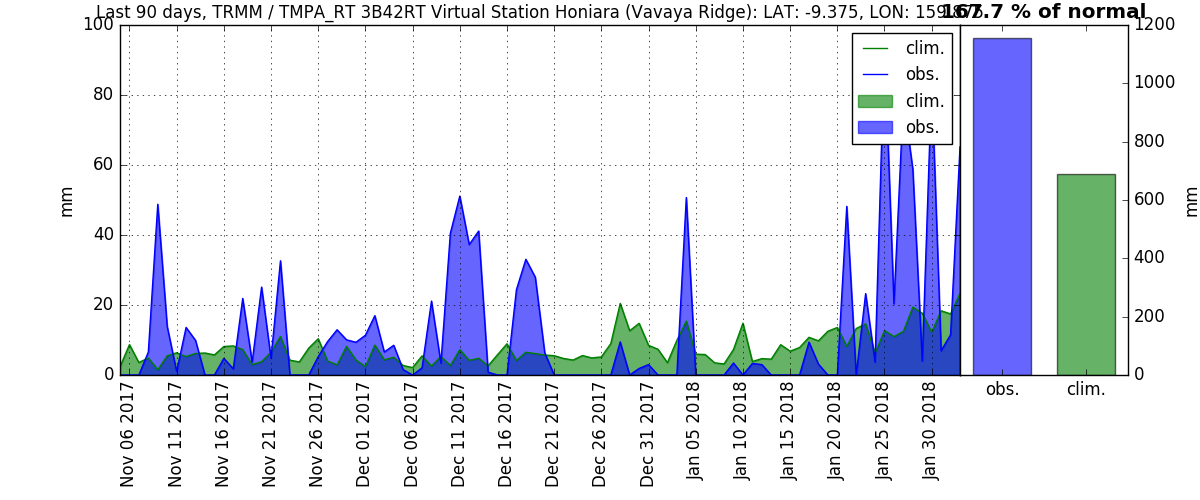 Last 90 days, TRMM / TMPA_RT 3B42RT Virtual Station Honiara (Vavaya Ridge): LAT: -9.375, LON: 159.875
167.7 % of normal
100
80
60
40
20
0
mm
clim.
obs.
clim.
obs.
1200
1000
800
600
400
200
0
mm
obs.
clim.
Nov 06 2017
Nov 11 2017
Nov 16 2017
Nov 21 2017
Nov 26 2017
Dec 01 2017
Dec 06 2017
Dec 11 2017
Dec 16 2017
Dec 21 2017
Dec 26 2017
Dec 31 2017
Jan 05 2018
Jan 10 2018
Jan 15 2018
Jan 20 2018
Jan 25 2018
Jan 30 2018